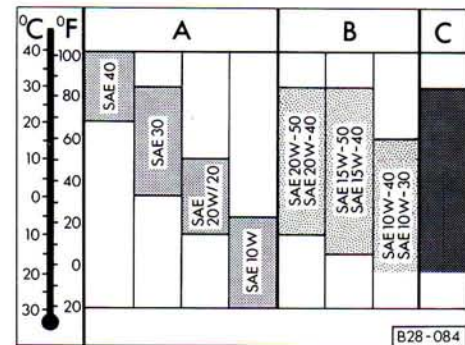 °C °F A B C
40 100
30 80
20 60
10 40
0 20
10 0
20
30 20
SAE 40
SAE 30
SAE 20W/20
SAE 10W
SAE 20W-50
SAE 20W-40
SAE 15W-50
SAE 15W-40
SAE 10W-40
SAE 10W-30
B28-084